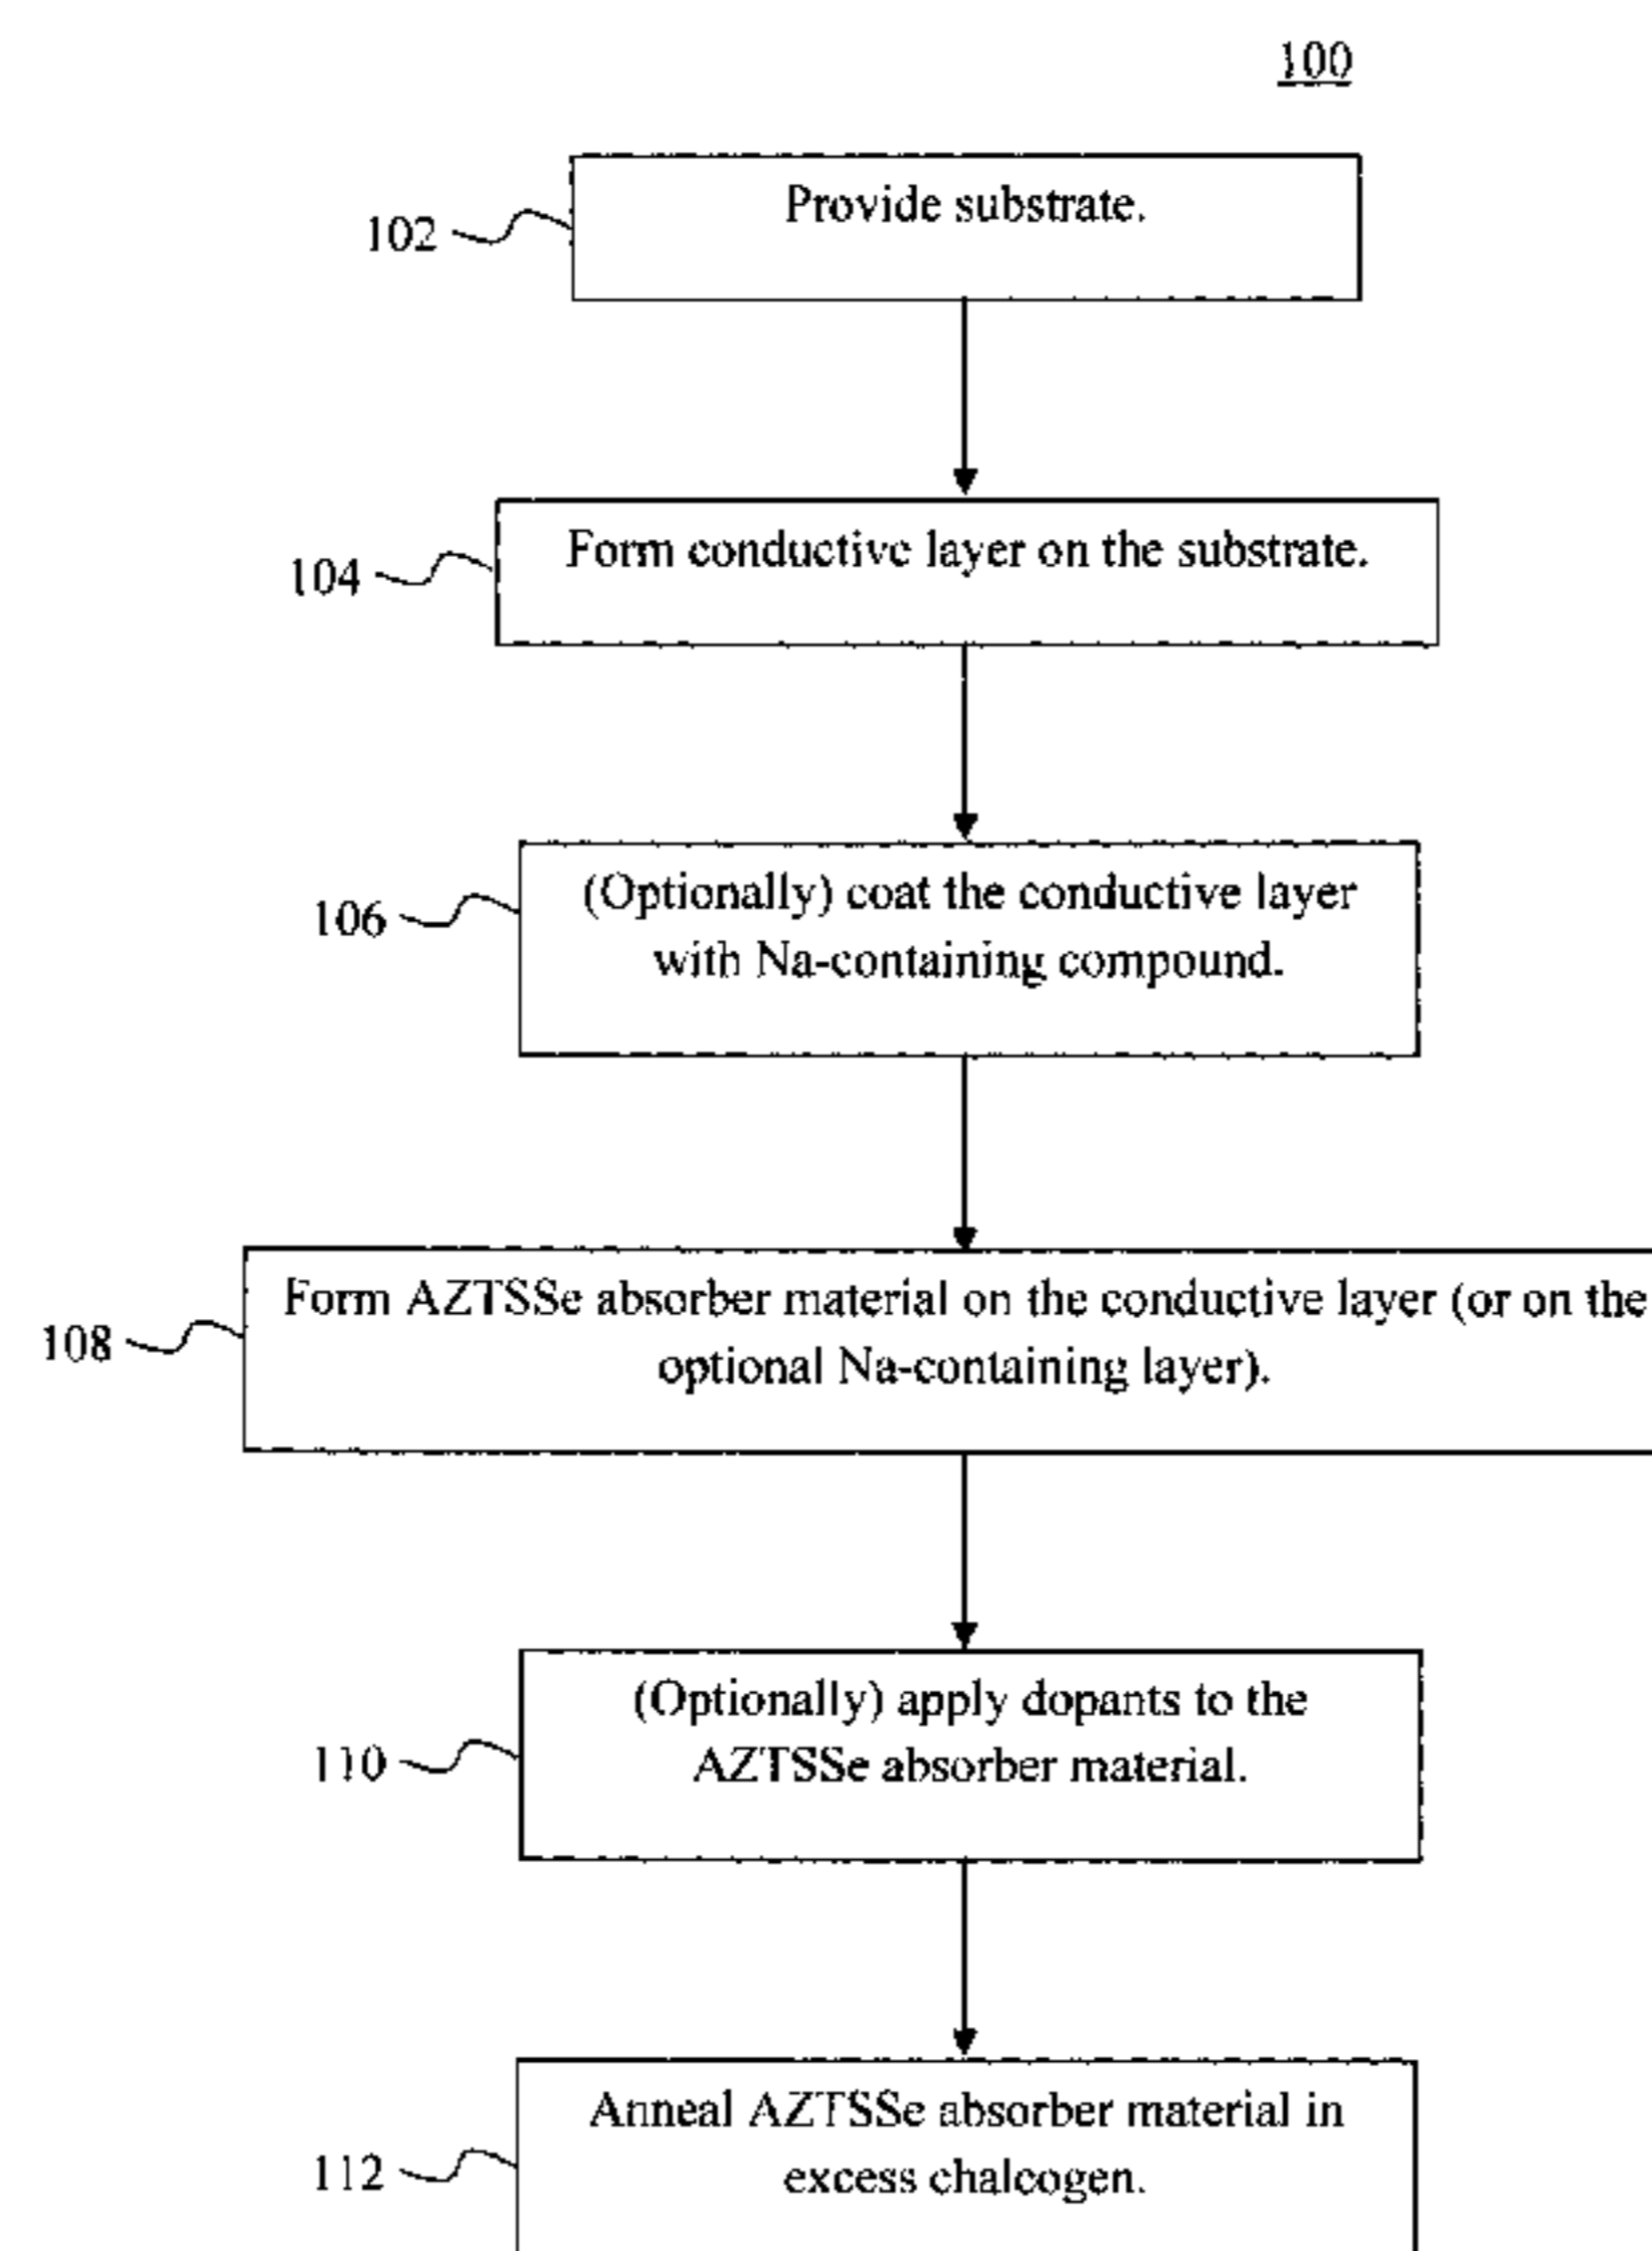 100
Provide substrate.
102
Form conductive layer on the substrate.
104
(Optionally) coat the conductive layer
with Na-containing compound.
106
Form AZTSSe absorber material on the conductive layer (or on the
optional Na-containing layer).
108
(Optionally) apply dopants to the
AZTSSe absorber material.
110
Anneal AZTSSe absorber material in
excess chalcogen.
112